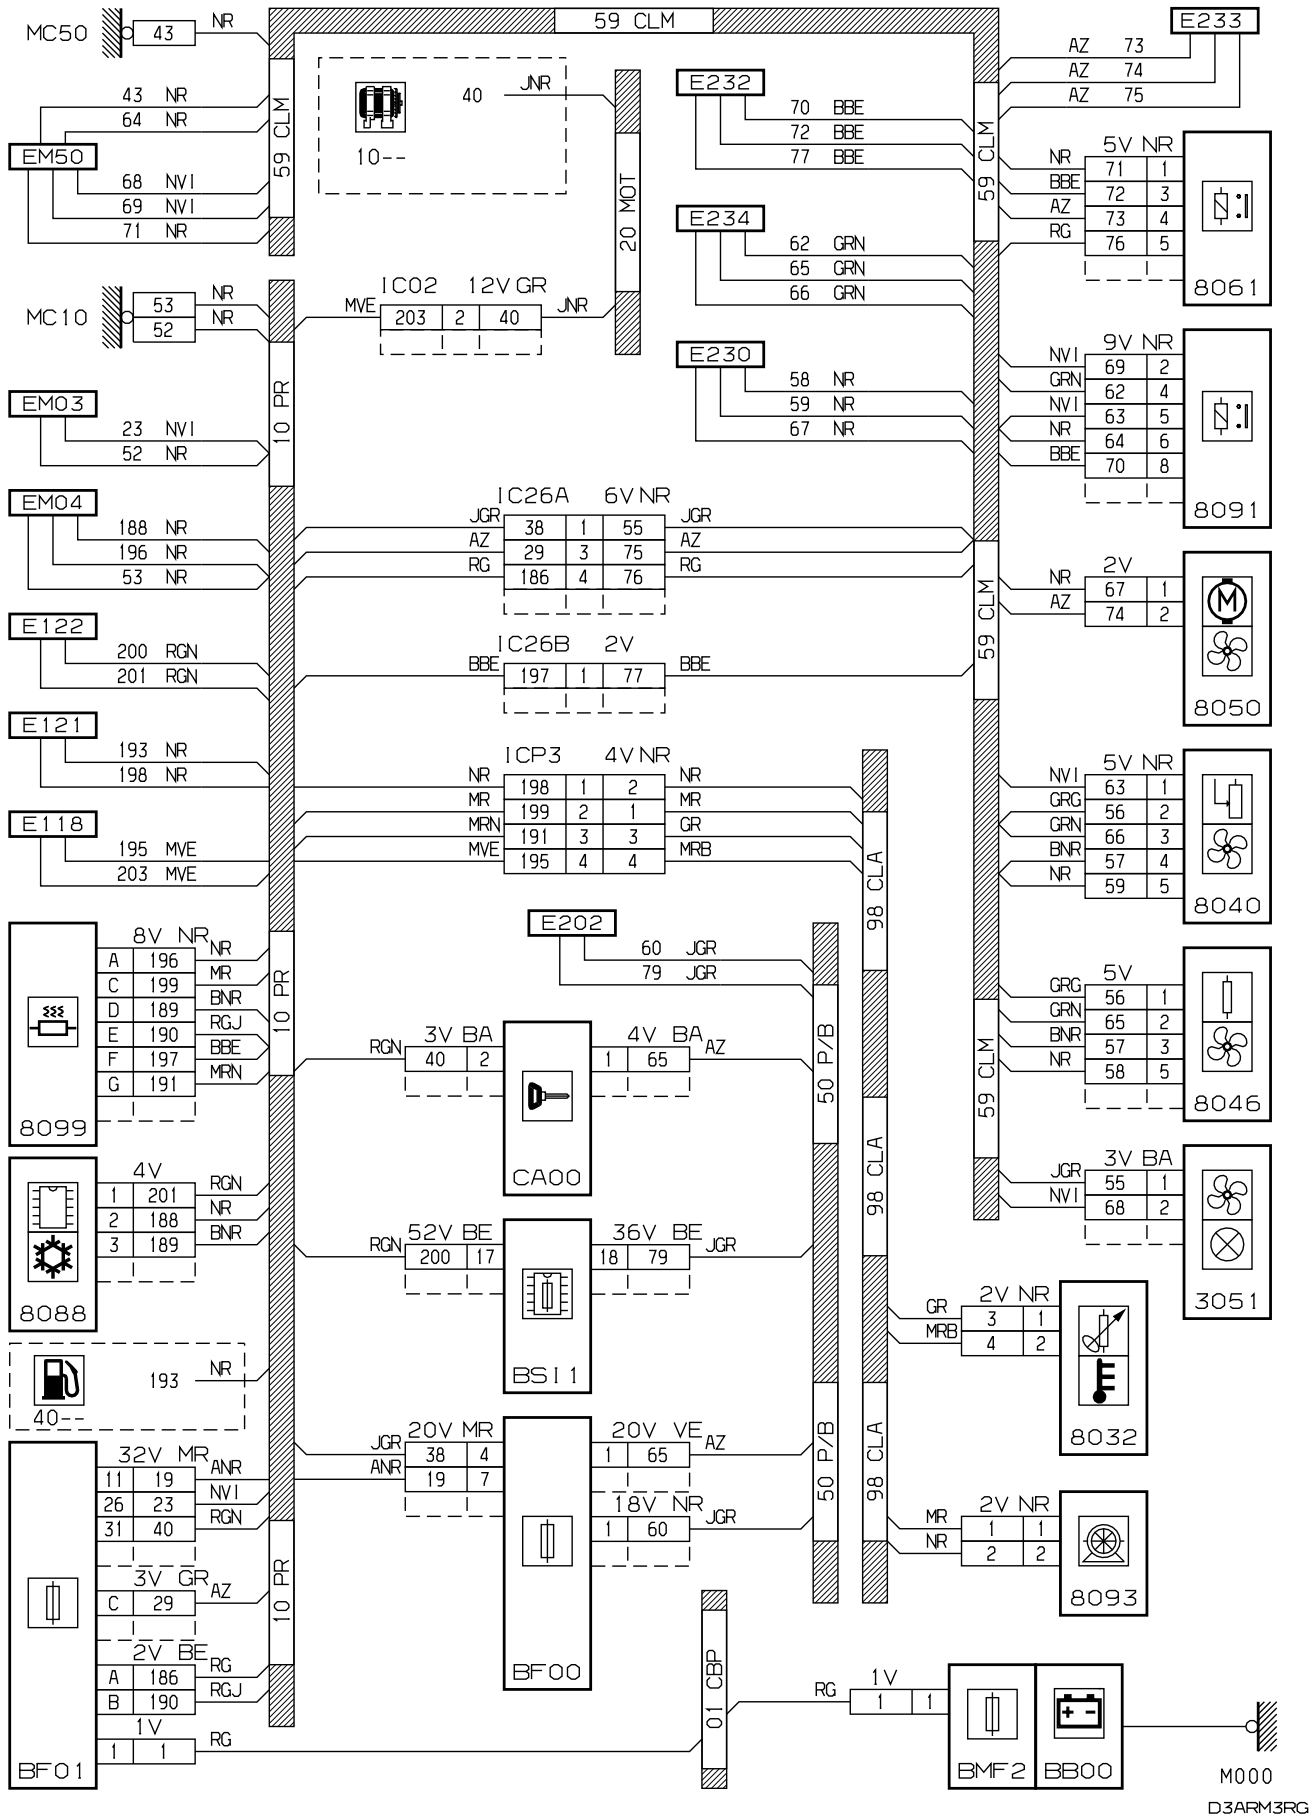 59 CLM
MC50 43 NR
43 NR
64 NR
EM50
68 NVI
69 NVI
71 NR
59 CLM
10--
40 JNR
20 MOT
MC10
53 NR
52 NR
10 PR
IC02 12V GR
MVE 203 2 40 JNR
EM03
23 NVI
52 NR
EM04
188 NR
196 NR
53 NR
E122
200 RGN
201 RGN
E121
193 NR
198 NR
E118
195 MVE
203 MVE
8099
8V NR
A 196 NR
C 199 MR
D 189 BNR
E 190 RGJ
F 197 BBE
G 191 MRN
10 PR
8088
4V
1 201 RGN
2 188 NR
3 189 BNR
40--
193 NR
BF01
32V MR
11 19 ANR
26 23 NVI
31 40 RGN
3V GR
C 29 AZ
2V BE
A 186 RG
B 190 RGJ
1V
1 1 RG
10 PR
IC26A 6V NR
JGR 38 1 55 JGR
AZ 29 3 75 AZ
RG 186 4 76 RG
IC26B 2V
BBE 197 1 77 BBE
ICP3 4V NR
NR 198 1 2 NR
MR 199 2 1 MR
MRN 191 3 3 GR
MVE 195 4 4 MRB
E202
60 JGR
79 JGR
3V BA
RGN 40 2
CA00
4V BA
1 65 AZ
52V BE
RGN 200 17
BSI1
36V BE
18 79 JGR
20V MR
JGR 38 4
ANR 19 7
BF00
20V VE
1 65 AZ
18V NR
1 60 JGR
50 P/B
50 P/B
98 CLA
98 CLA
98 CLA
01 CBP
E232
70 BBE
72 BBE
77 BBE
E234
62 GRN
65 GRN
66 GRN
E230
58 NR
59 NR
67 NR
59 CLM
59 CLM
59 CLM
E233
AZ 73
AZ 74
AZ 75
5V NR
NR 71 1
BBE 72 3
AZ 73 4
RG 76 5
8061
9V NR
NVI 69 2
GRN 62 4
NVI 63 5
NR 64 6
BBE 70 8
8091
2V
NR 67 1
AZ 74 2
M
8050
5V NR
NVI 63 1
GRG 56 2
GRN 66 3
BNR 57 4
NR 59 5
8040
5V
GRG 56 1
GRN 65 2
BNR 57 3
NR 58 5
8046
3V BA
JGR 55 1
NVI 68 2
3051
2V NR
GR 3 1
MRB 4 2
8032
2V NR
MR 1 1
NR 2 2
8093
1V
RG 1 1
BMF2
+ -
BB00
M000
D3ARM3RG